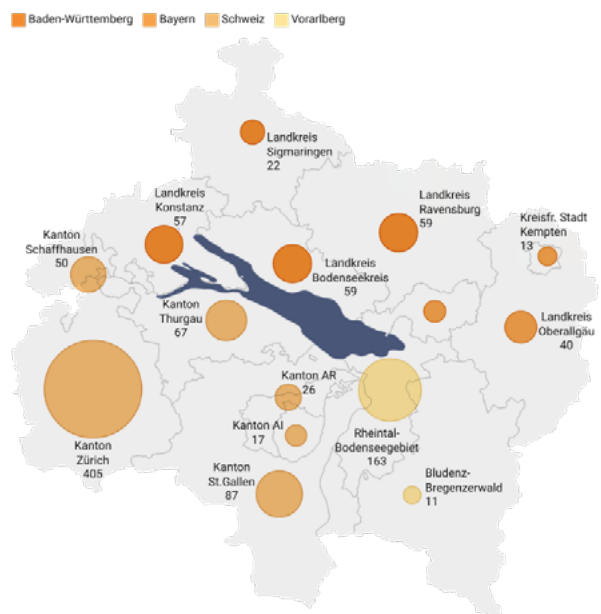 Baden-Württemberg Bayern Schweiz Vorarlberg
Landkreis
Sigmaringen
22
Landkreis
Konstanz
57
Landkreis
Ravensburg
59
Kreisfr. Stadt
Kempten
13
Kanton
Schaffhausen
50
Landkreis
Bodenseekreis
59
Kanton
Thurgau
67
Landkreis
Oberallgäu
40
Kanton AR
26
Kanton AI
17
Rheintal-
Bodenseegebiet
163
Kanton
Zürich
405
Kanton
St.Gallen
87
Bludenz-
Bregenzerwald
11